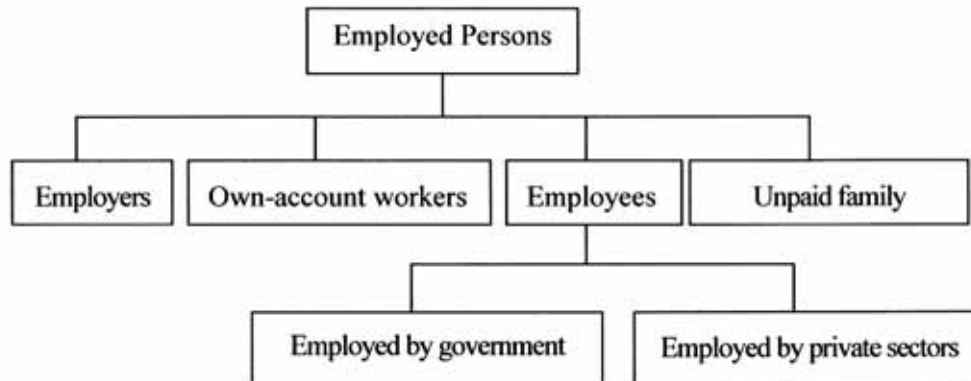 Employed Persons
Employers
Own-account workers
Employees
Unpaid family
Employed by government
Employed by private sectors